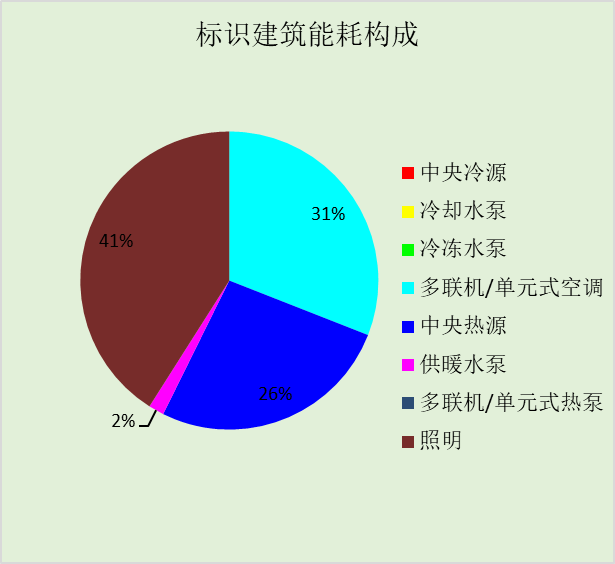 标识建筑能耗构成
31%
41%
26%
2%
中央冷源
冷却水泵
冷冻水泵
多联机/单元式空调
中央热源
供暖水泵
多联机/单元式热泵
照明